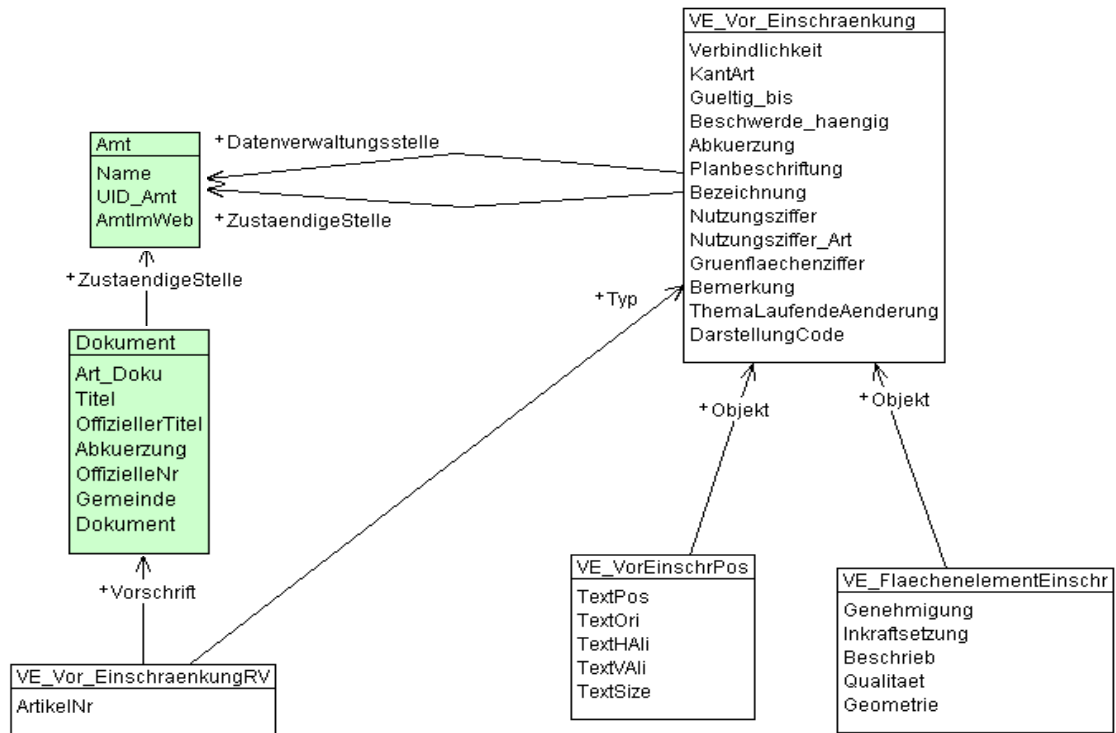 VE_Vor_Einschraenkung
Verbindlichkeit
KantArt
Gueltig_bis
Beschwerde_haengig
Abkuerzung
Planbeschriftung
Bezeichnung
Nutzungsziffer
Nutzungsziffer_Art
Gruenflaechenziffer
Bemerkung
ThemaLaufendeAenderung
DarstellungCode
+Datenverwaltungsstelle
+ZustaendigeStelle
Amt
Name
UID_Amt
AmtImWeb
+ZustaendigeStelle
+Typ
Dokument
Art_Doku
Titel
OffiziellerTitel
Abkuerzung
OffizielleNr
Gemeinde
Dokument
+Objekt
+Objekt
+Vorschrift
VE_Vor_EinschraenkungRV
ArtikelNr
VE_VorEinschrPos
TextPos
TextOri
TextHAli
TextVAli
TextSize
VE_FlaechenelementEinschr
Genehmigung
Inkraftsetzung
Beschrieb
Qualitaet
Geometrie